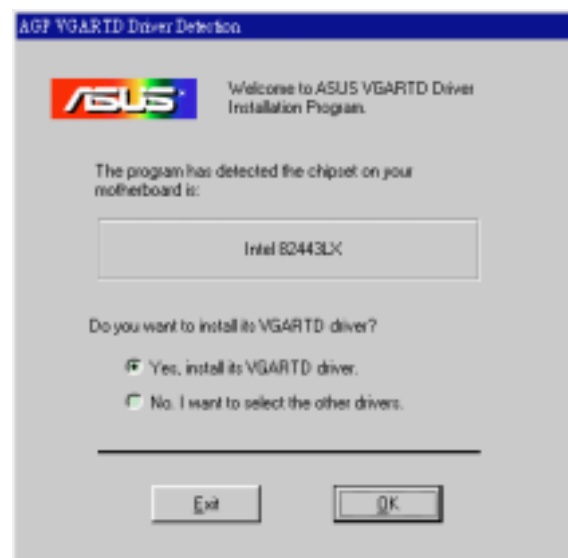 AGP VGARTD Driver Detection
ASUS
Welcome to ASUS VGARTD Driver
Installation Program.
The program has detected the chipset on your
motherboard is:
Intel 82443LX
Do you want to install its VGARTD driver?
Yes, install its VGARTD driver.
No. I want to select the other drivers.
Exit
OK